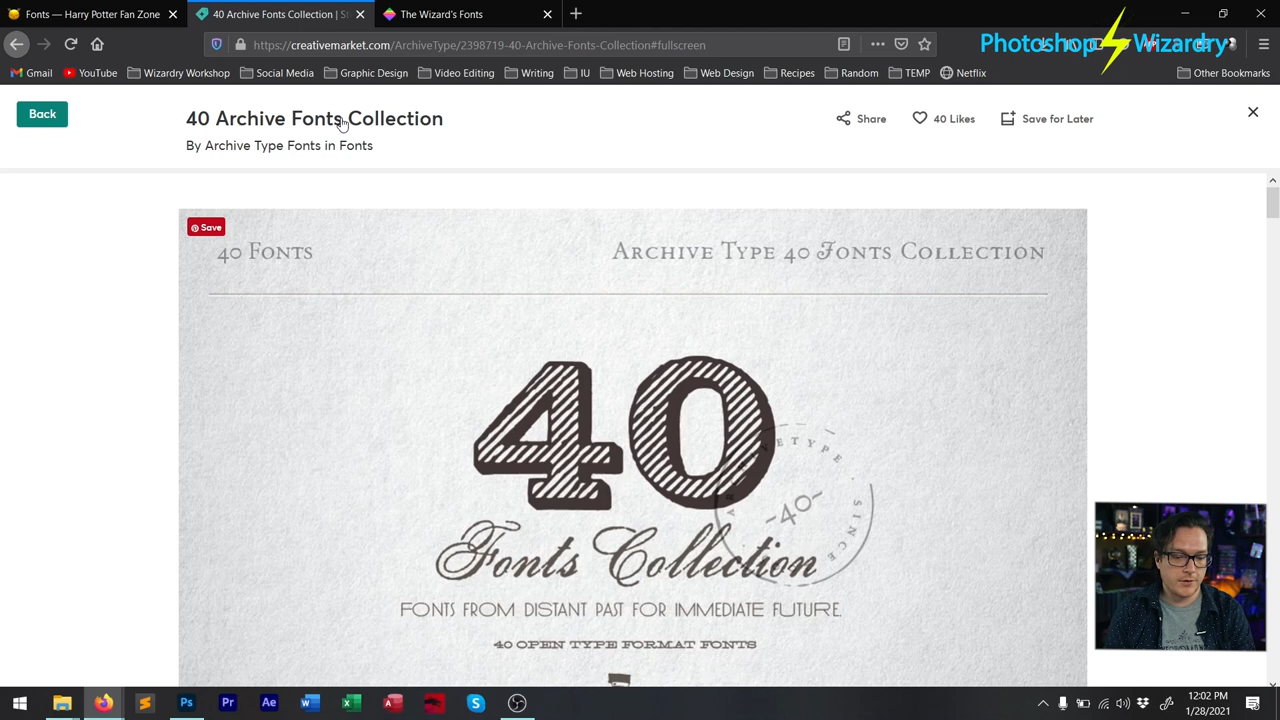 Fonts — Harry Potter Fan Zone
40 Archive Fonts Collection | St
The Wizard's Fonts
Photoshop Wizardry
https://creativemarket.com/ArchiveType/2398719-40-Archive-Fonts-Collection#fullscreen
Gmail YouTube Wizardry Workshop Social Media Graphic Design Video Editing Writing IU Web Hosting Web Design Recipes Random TEMP Netflix Other Bookmarks
Back
40 Archive Fonts Collection
Share 40 Likes Save for Later
By Archive Type Fonts in Fonts
Save
40 Fonts Archive Type 40 Fonts Collection
40
Fonts Collection
-40-
SINCE
FONTS FROM DISTANT PAST FOR IMMEDIATE FUTURE.
40 OPEN TYPE FORMAT FONTS
12:02 PM
1/28/2021